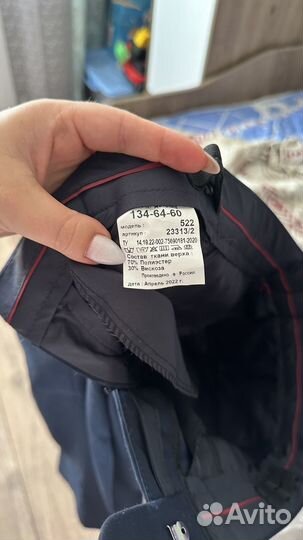 134-64-60
модель: 522
артикул: 23313/2
ТУ 14.19.22-002-75690181-2020
Состав ткани верха:
70% Полиэстер
30% Вискоза
Произведено в России
дата: Апрель 2022 г.
Avito